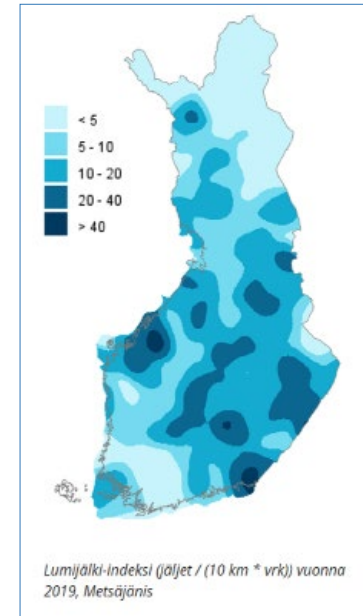 < 5
5 - 10
10 - 20
20 - 40
> 40
Lumijälki-indeksi (jäljet / (10 km * vrk)) vuonna
2019, Metsäjänis